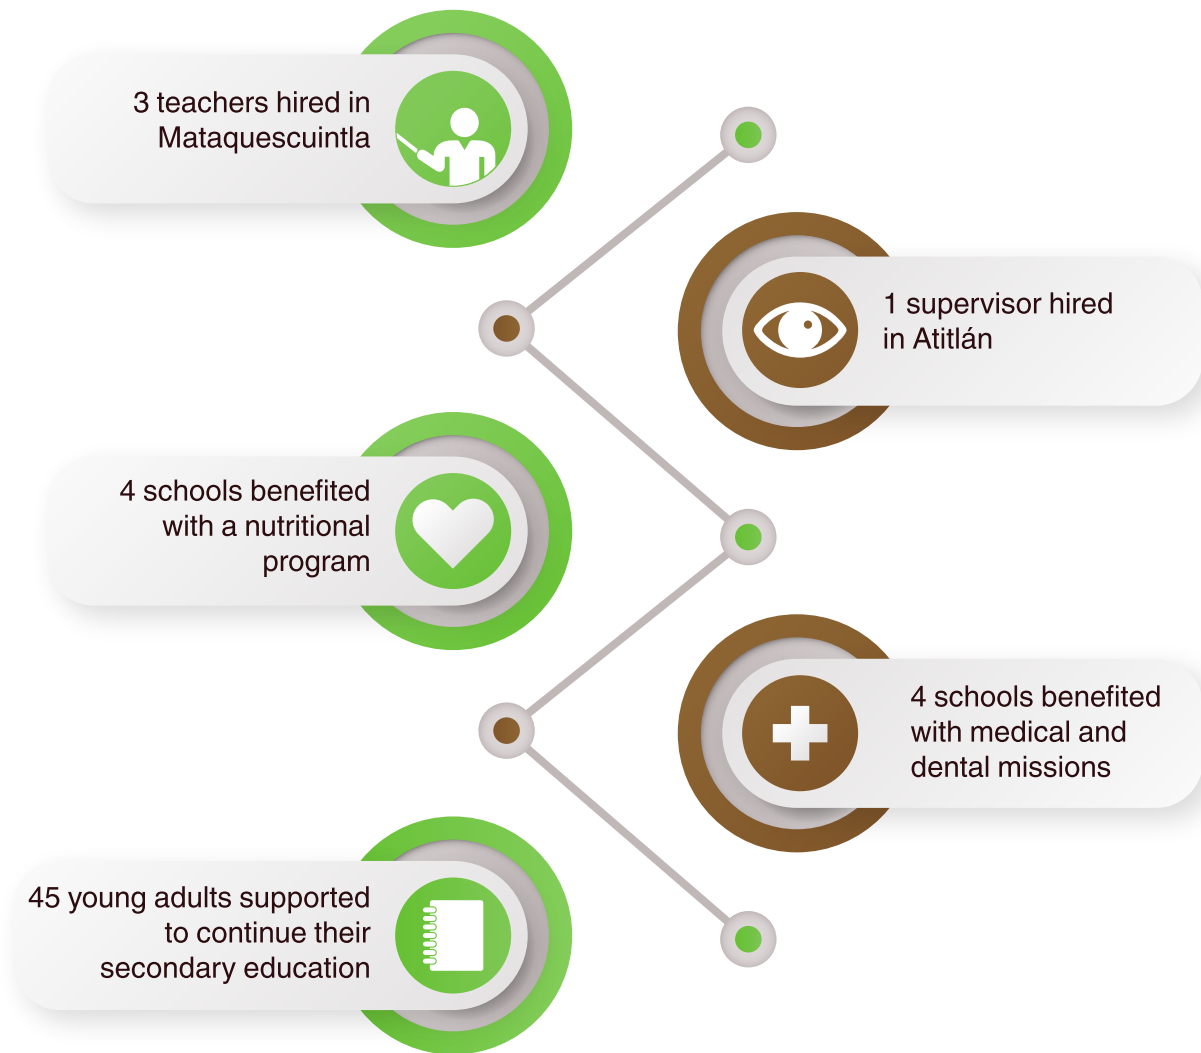 3 teachers hired in
Mataquescuintla
1 supervisor hired
in Atitlán
4 schools benefited
with a nutritional
program
4 schools benefited
with medical and
dental missions
45 young adults supported
to continue their
secondary education